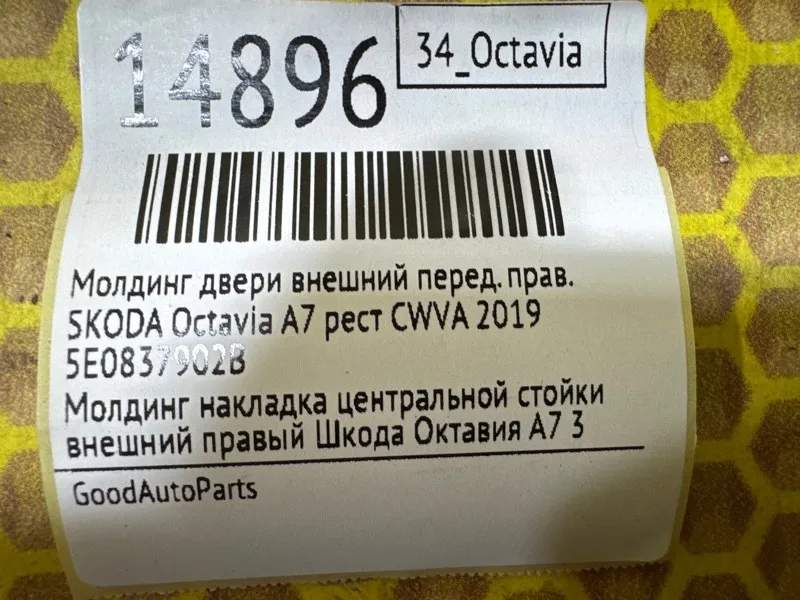 14896
34_Octavia
Молдинг двери внешний перед. прав.
SKODA Octavia A7 рест CWVA 2019
5E0837902B
Молдинг накладка центральной стойки
внешний правый Шкода Октавия А7 3
GoodAutoParts